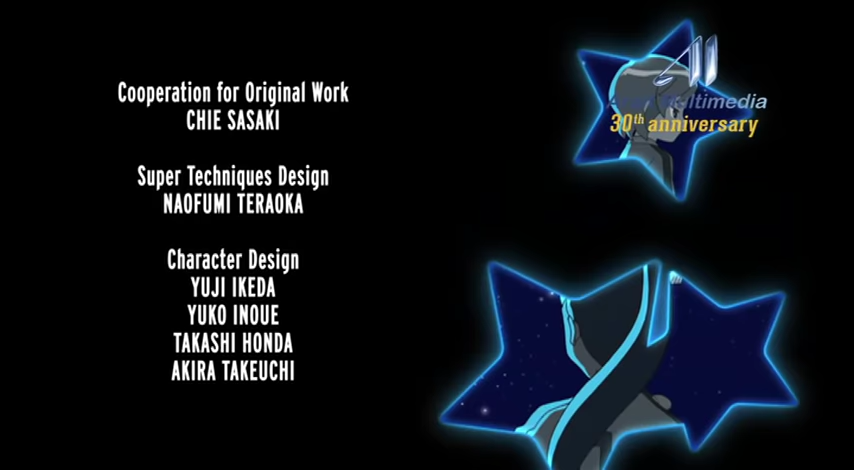 Cooperation for Original Work
CHIE SASAKI
Super Techniques Design
NAOFUMI TERAOKA
Character Design
YUJI IKEDA
YUKO INOUE
TAKASHI HONDA
AKIRA TAKEUCHI
30th anniversary